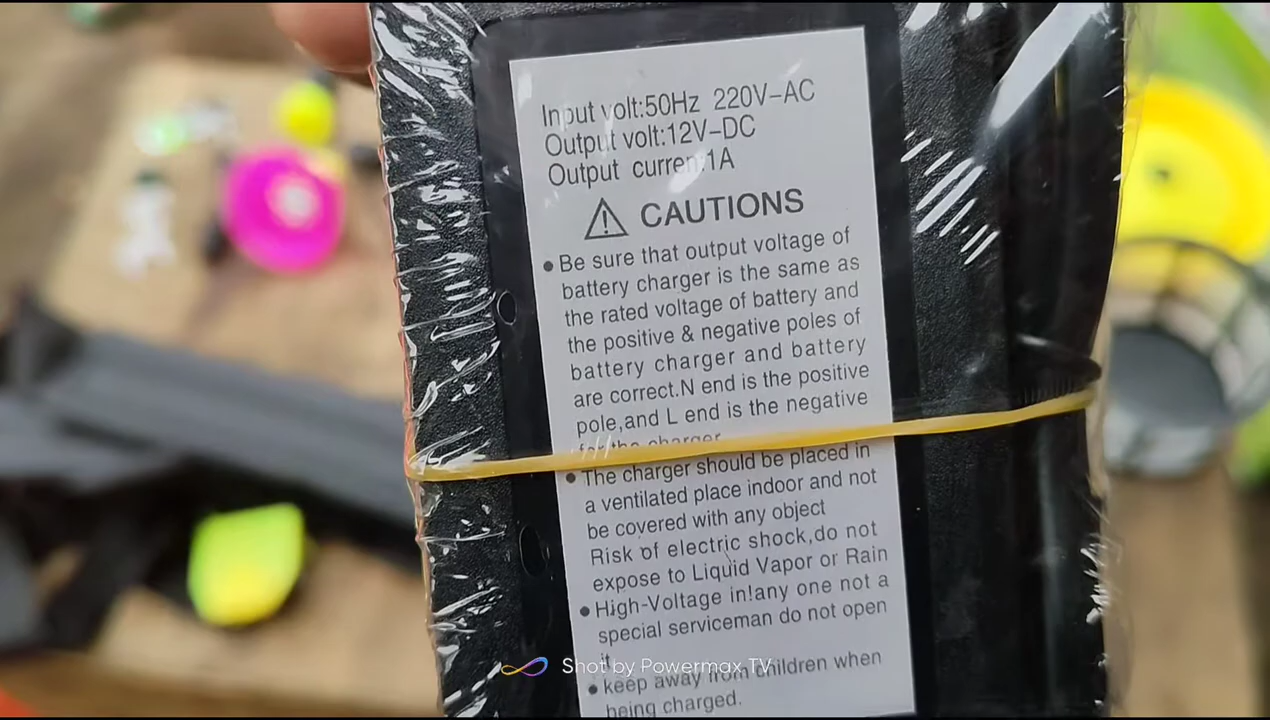 Input volt:50Hz 220V-AC
Output volt:12V-DC
Output curren:1A
CAUTIONS
• Be sure that output voltage of
battery charger is the same as
the rated voltage of battery and
the positive & negative poles of
battery charger and battery
are correct.N end is the positive
pole,and L end is the negative
for the charger
• The charger should be placed in
a ventilated place indoor and not
be covered with any object
Risk of electric shock,do not
expose to Liquid Vapor or Rain
• High-Voltage in!any one not a
special serviceman do not open
it
Shot by Powermax TV
• keep away from children when
being charged.